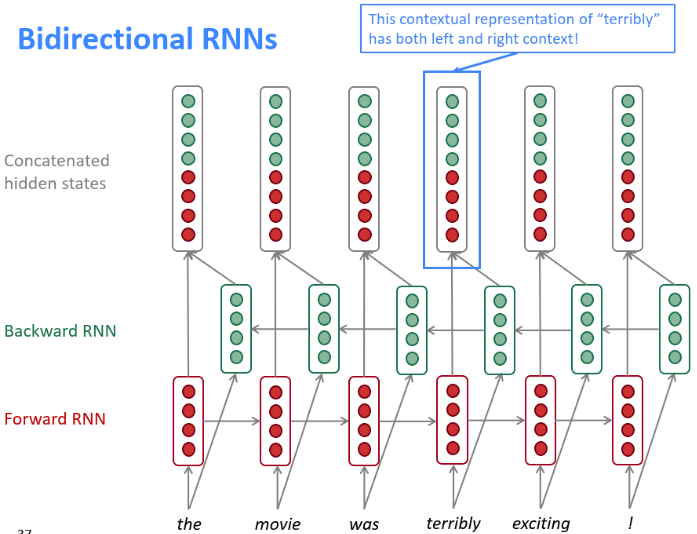 Bidirectional RNNs
This contextual representation of “terribly”
has both left and right context!
Concatenated
hidden states
Backward RNN
Forward RNN
the movie was terribly exciting !